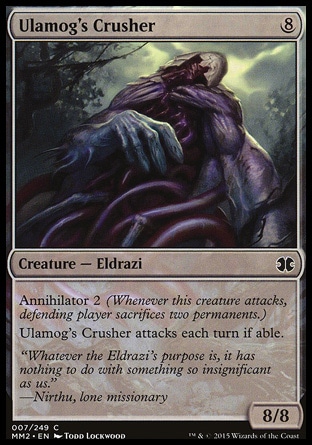 Ulamog's Crusher 8
Creature — Eldrazi
Annihilator 2 (Whenever this creature attacks,
defending player sacrifices two permanents.)
Ulamog's Crusher attacks each turn if able.
"Whatever the Eldrazi's purpose is, it has
nothing to do with something so insignificant
as us."
—Nirthu, lone missionary
8/8
007/249 C
MM2 • EN Todd Lockwood
™ & © 2015 Wizards of the Coast